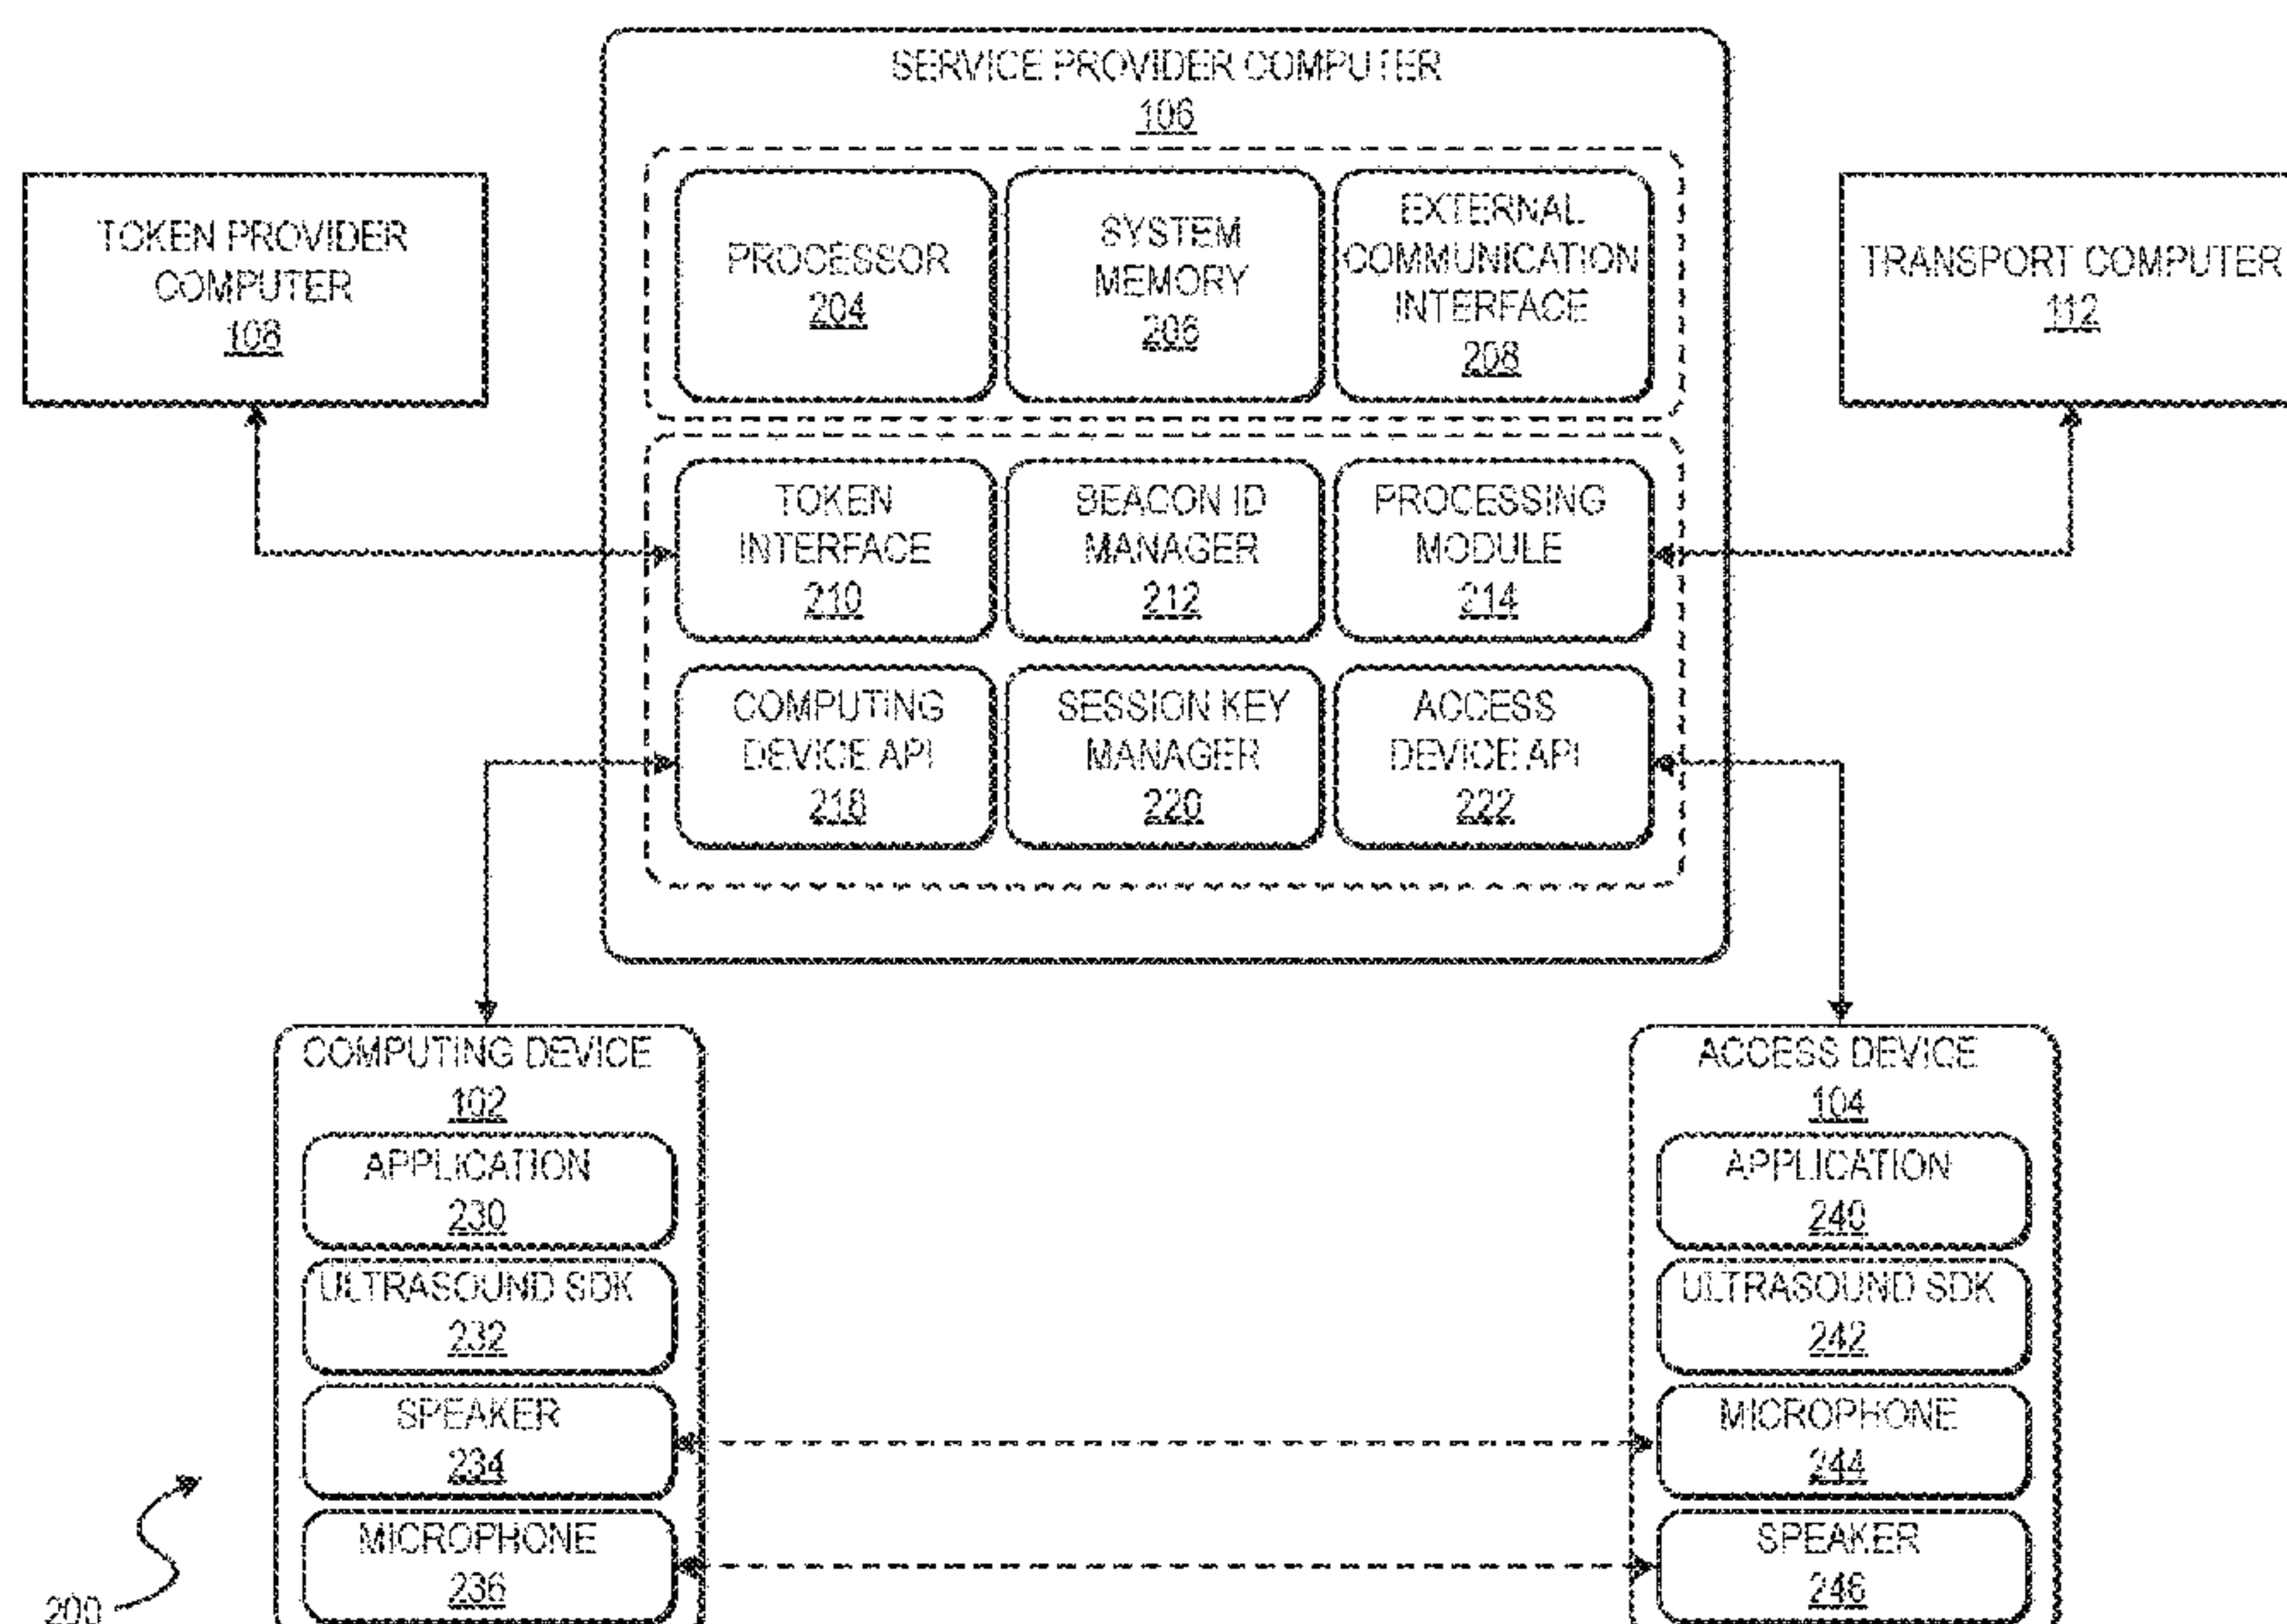 SERVICE PROVIDER COMPUTER
106
TOKEN PROVIDER
COMPUTER
108
PROCESSOR
204
SYSTEM
MEMORY
206
EXTERNAL
COMMUNICATION
INTERFACE
208
TRANSPORT COMPUTER
112
TOKEN
INTERFACE
210
BEACON ID
MANAGER
212
PROCESSING
MODULE
214
COMPUTING
DEVICE API
218
SESSION KEY
MANAGER
220
ACCESS
DEVICE API
222
COMPUTING DEVICE
102
APPLICATION
230
ULTRASOUND SDK
232
SPEAKER
234
MICROPHONE
236
ACCESS DEVICE
104
APPLICATION
240
ULTRASOUND SDK
242
MICROPHONE
244
SPEAKER
246
200